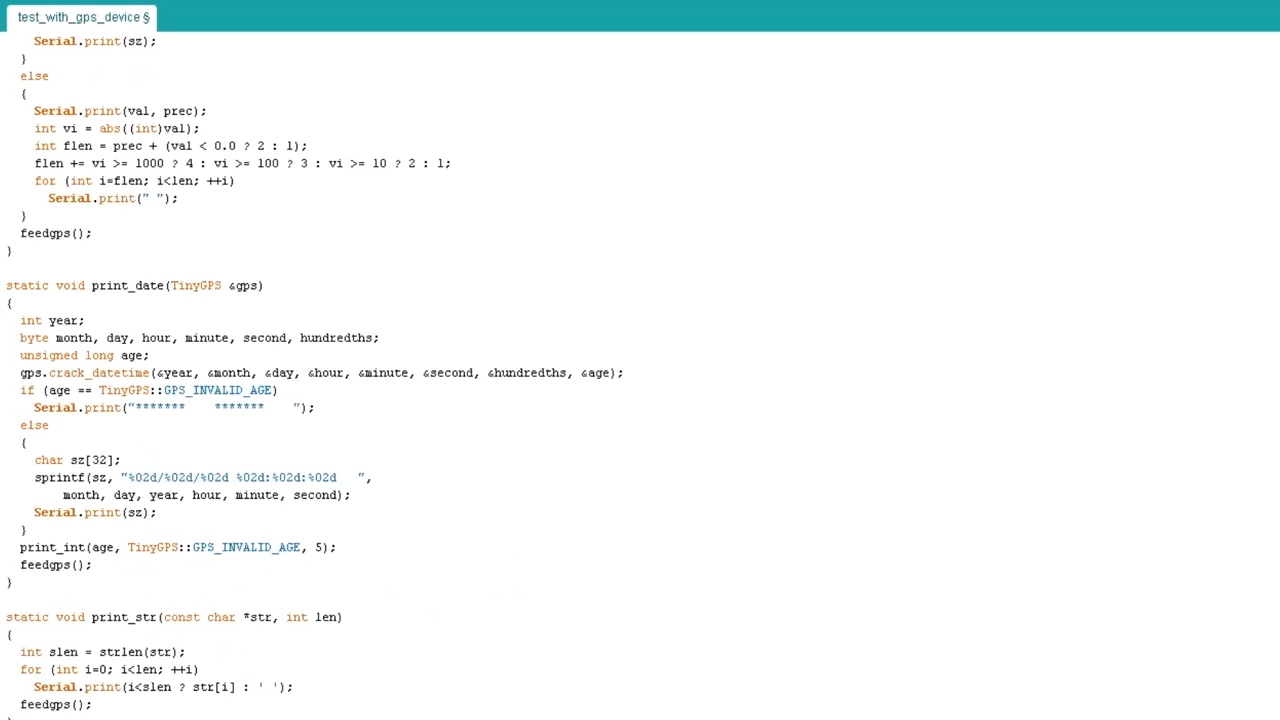 test_with_gps_device §
    Serial.print(sz);
  }
  else
  {
    Serial.print(val, prec);
    int vi = abs((int)val);
    int flen = prec + (val < 0.0 ? 2 : 1);
    flen += vi >= 1000 ? 4 : vi >= 100 ? 3 : vi >= 10 ? 2 : 1;
    for (int i=flen; i<len; ++i)
      Serial.print(" ");
  }
  feedgps();
}
static void print_date(TinyGPS &gps)
{
  int year;
  byte month, day, hour, minute, second, hundredths;
  unsigned long age;
  gps.crack_datetime(&year, &month, &day, &hour, &minute, &second, &hundredths, &age);
  if (age == TinyGPS::GPS_INVALID_AGE)
    Serial.print("*******    *******    ");
  else
  {
    char sz[32];
    sprintf(sz, "%02d/%02d/%02d %02d:%02d:%02d   ",
        month, day, year, hour, minute, second);
    Serial.print(sz);
  }
  print_int(age, TinyGPS::GPS_INVALID_AGE, 5);
  feedgps();
}
static void print_str(const char *str, int len)
{
  int slen = strlen(str);
  for (int i=0; i<len; ++i)
    Serial.print(i<slen ? str[i] : ' ');
  feedgps();
}